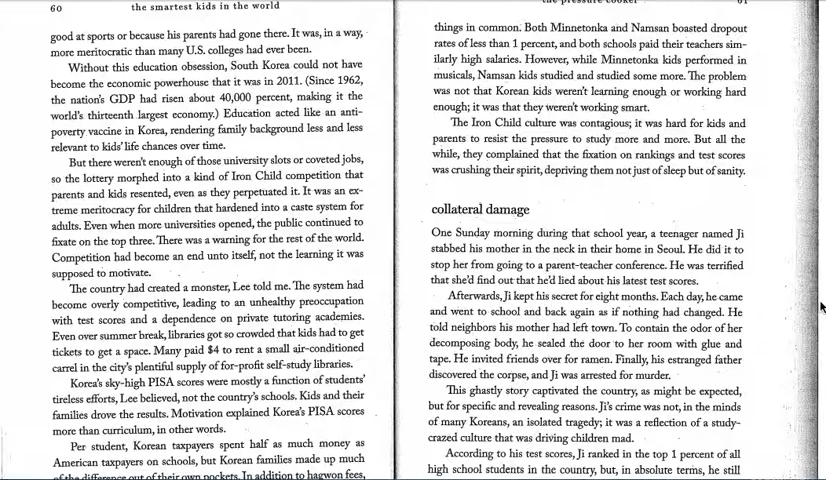 60
the smartest kids in the world
good at sports or because his parents had gone there. It was, in a way,
more meritocratic than many U.S. colleges had ever been.
Without this education obsession, South Korea could not have
become the economic powerhouse that it was in 2011. (Since 1962,
the nation's GDP had risen about 40,000 percent, making it the
world's thirteenth largest economy.) Education acted like an anti-
poverty vaccine in Korea, rendering family background less and less
relevant to kids' life chances over time.
But there weren't enough of those university slots or coveted jobs,
so the lottery morphed into a kind of Iron Child competition that
parents and kids resented, even as they perpetuated it. It was an ex-
treme meritocracy for children that hardened into a caste system for
adults. Even when more universities opened, the public continued to
fixate on the top three. There was a warning for the rest of the world.
Competition had become an end unto itself, not the learning it was
supposed to motivate.
The country had created a monster, Lee told me. The system had
become overly competitive, leading to an unhealthy preoccupation
with test scores and a dependence on private tutoring academies.
Even over summer break, libraries got so crowded that kids had to get
tickets to get a space. Many paid $4 to rent a small air-conditioned
carrel in the city's plentiful supply of for-profit self-study libraries.
Korea's sky-high PISA scores were mostly a function of students'
tireless efforts, Lee believed, not the country's schools. Kids and their
families drove the results. Motivation explained Korea's PISA scores
more than curriculum, in other words.
Per student, Korean taxpayers spent half as much money as
American taxpayers on schools, but Korean families made up much
of the difference out of their own pockets. In addition to hagwon fees,
the pressure cooker
61
things in common. Both Minnetonka and Namsan boasted dropout
rates of less than 1 percent, and both schools paid their teachers sim-
ilarly high salaries. However, while Minnetonka kids performed in
musicals, Namsan kids studied and studied some more. The problem
was not that Korean kids weren't learning enough or working hard
enough; it was that they weren't working smart.
The Iron Child culture was contagious; it was hard for kids and
parents to resist the pressure to study more and more. But all the
while, they complained that the fixation on rankings and test scores
was crushing their spirit, depriving them not just of sleep but of sanity.
collateral damage
One Sunday morning during that school year, a teenager named Ji
stabbed his mother in the neck in their home in Seoul. He did it to
stop her from going to a parent-teacher conference. He was terrified
that she'd find out that he'd lied about his latest test scores.
Afterwards, Ji kept his secret for eight months. Each day, he came
and went to school and back again as if nothing had changed. He
told neighbors his mother had left town. To contain the odor of her
decomposing body, he sealed the door to her room with glue and
tape. He invited friends over for ramen. Finally, his estranged father
discovered the corpse, and Ji was arrested for murder.
This ghastly story captivated the country, as might be expected,
but for specific and revealing reasons. Ji's crime was not, in the minds
of many Koreans, an isolated tragedy; it was a reflection of a study-
crazed culture that was driving children mad.
According to his test scores, Ji ranked in the top 1 percent of all
high school students in the country, but, in absolute terms, he still